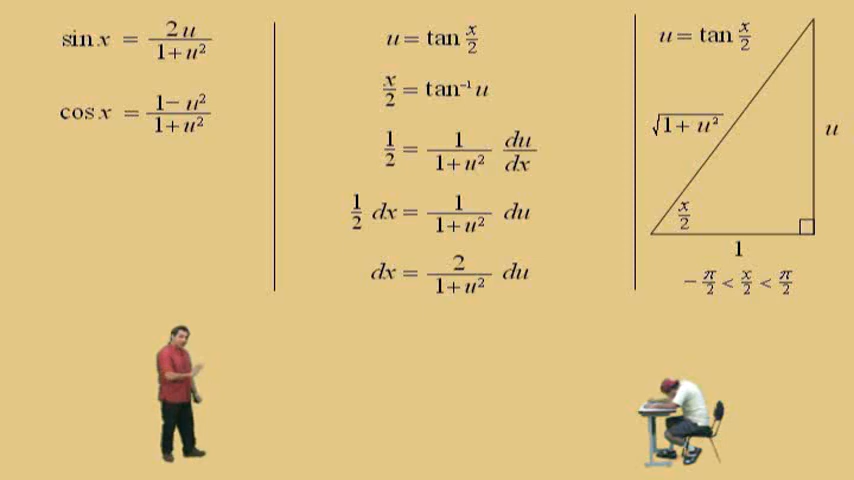 sin x = 2u / 1+u²
cos x = 1−u² / 1+u²
u = tan x/2
x/2 = tan⁻¹ u
1/2 = 1 / 1+u² du/dx
1/2 dx = 1 / 1+u² du
dx = 2 / 1+u² du
u = tan x/2
√1+u²
u
x/2
1
−π/2 < x/2 < π/2